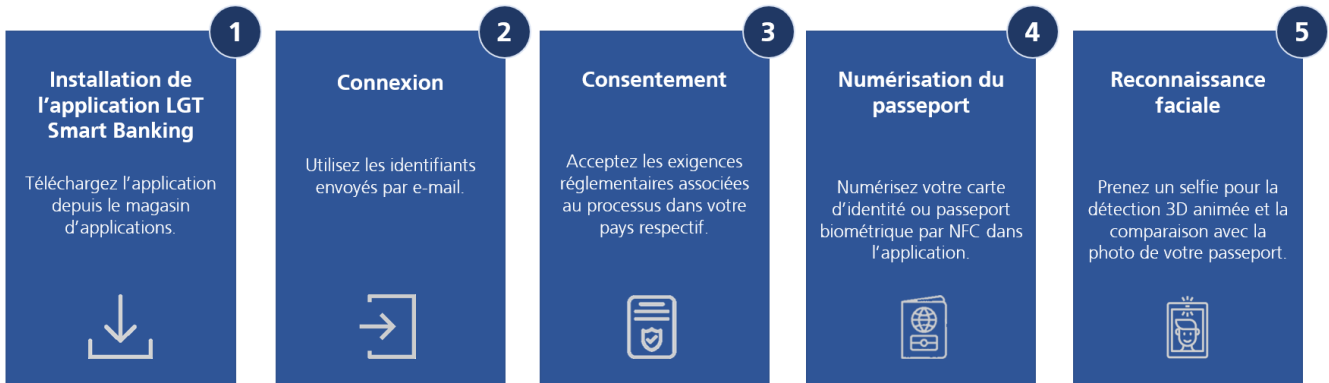 1
Installation de
l’application LGT
Smart Banking
Téléchargez l’application
depuis le magasin
d’applications.
2
Connexion
Utilisez les identifiants
envoyés par e-mail.
3
Consentement
Acceptez les exigences
réglementaires associées
au processus dans votre
pays respectif.
4
Numérisation du
passeport
Numérisez votre carte
d’identité ou passeport
biométrique par NFC dans
l’application.
5
Reconnaissance
faciale
Prenez un selfie pour la
détection 3D animée et la
comparaison avec la
photo de votre passeport.